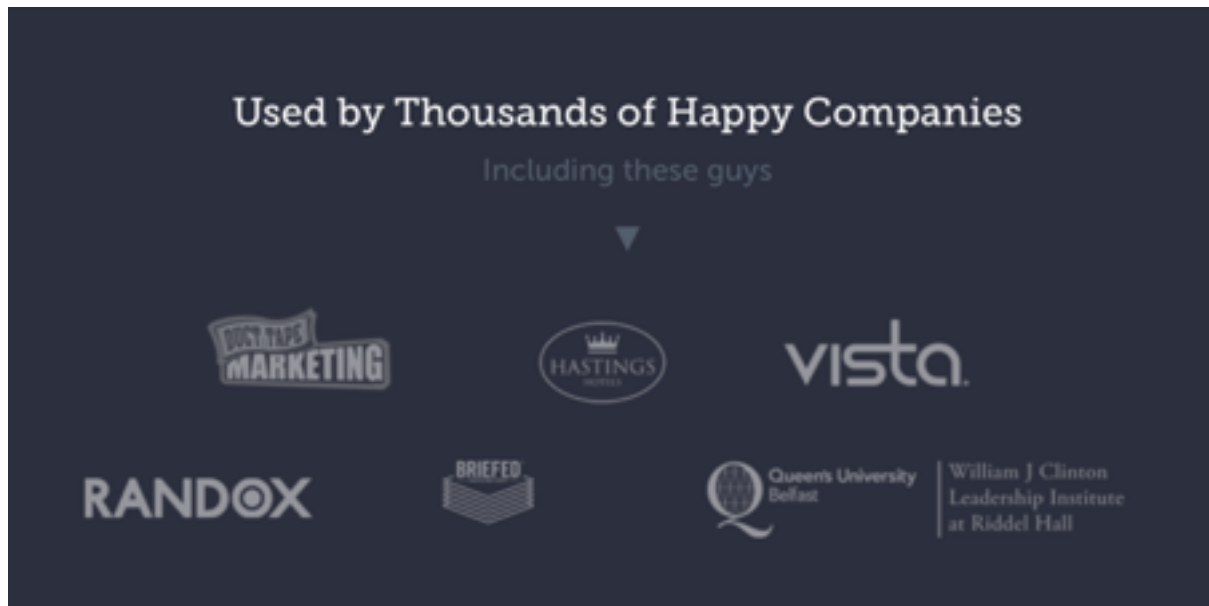 Used by Thousands of Happy Companies
Including these guys
DUCT TAPE
MARKETING
HASTINGS
HOTELS
vista
RANDOX
BRIEFED
Queen's University
Belfast
William J Clinton
Leadership Institute
at Riddel Hall